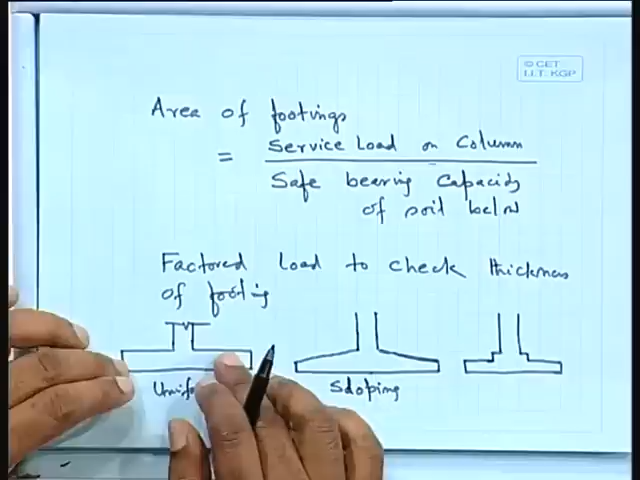 © CET
I.I.T. KGP
Area of footings
= Service Load on Column
Safe bearing capacity
of soil below
Factored load to check thickness
of footing
Sdoping